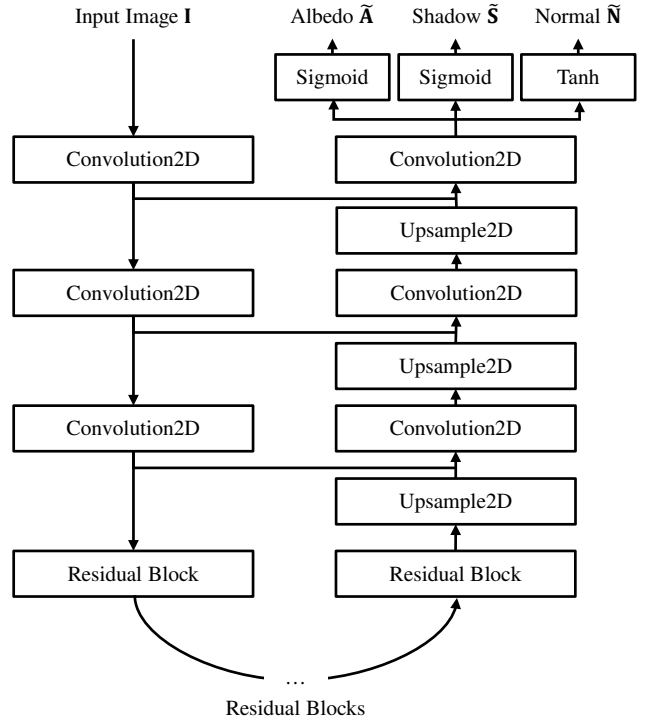 Input Image I
Albedo Ã
Shadow S̃
Normal Ñ
Sigmoid
Sigmoid
Tanh
Convolution2D
Convolution2D
Upsample2D
Convolution2D
Convolution2D
Upsample2D
Convolution2D
Convolution2D
Upsample2D
Residual Block
Residual Block
...
Residual Blocks